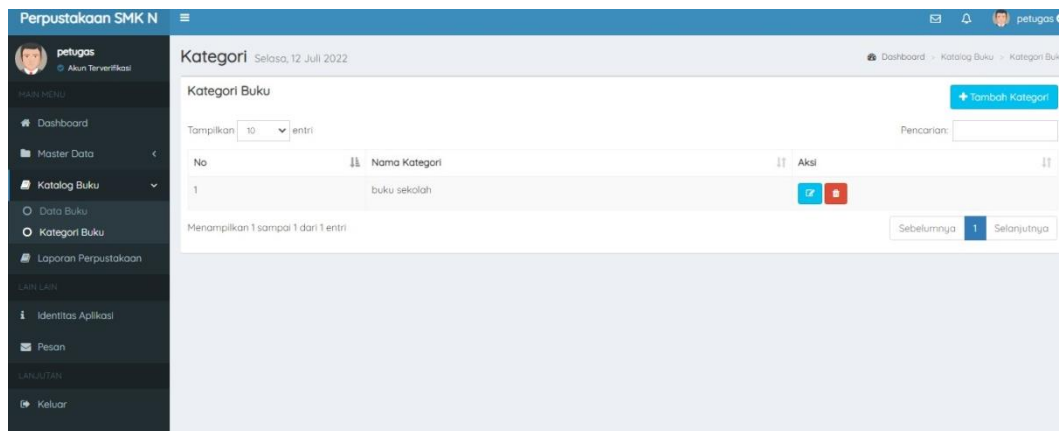 Perpustakaan SMK N
petugas
petugas
Akun Terverifikasi
MAIN MENU
Dashboard
Master Data
Katalog Buku
Data Buku
Kategori Buku
Laporan Perpustakaan
LAIN LAIN
Identitas Aplikasi
Pesan
LANJUTAN
Keluar
Kategori Selasa, 12 Juli 2022
Dashboard > Katalog Buku > Kategori Buk
Kategori Buku
+ Tambah Kategori
Tampilkan 10 entri
Pencarian:
No Nama Kategori Aksi
1 buku sekolah
Menampilkan 1 sampai 1 dari 1 entri
Sebelumnya 1 Selanjutnya